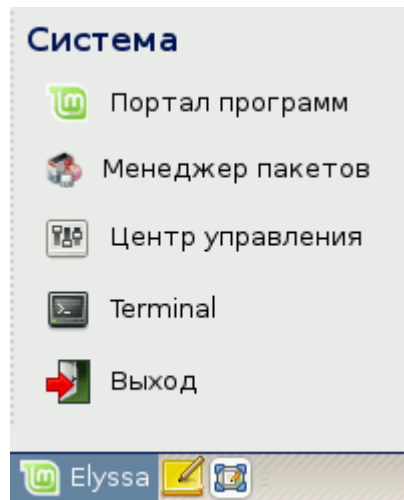 Система
Портал программ
Менеджер пакетов
Центр управления
Terminal
Выход
Elyssa